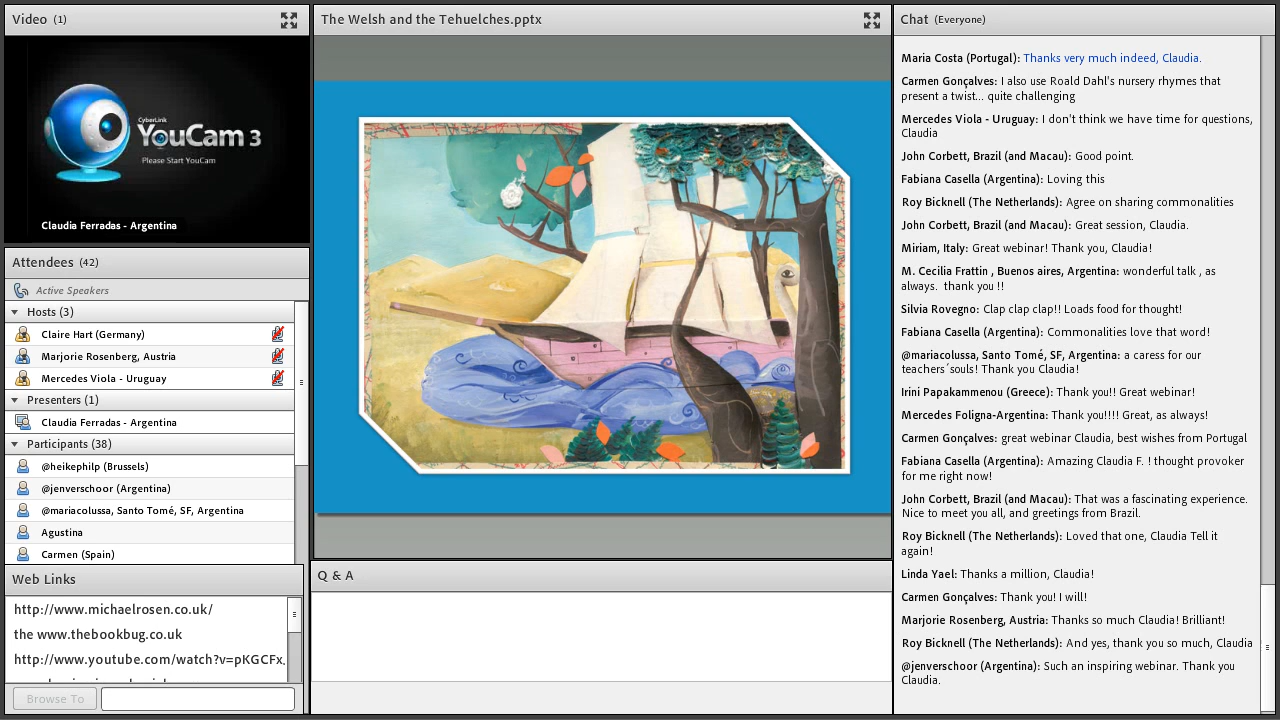 Video (1)
CyberLink
YouCam 3
Please Start YouCam
Claudia Ferradas - Argentina
Attendees (42)
Active Speakers
Hosts (3)
Claire Hart (Germany)
Marjorie Rosenberg, Austria
Mercedes Viola - Uruguay
Presenters (1)
Claudia Ferradas - Argentina
Participants (38)
@heikephilp (Brussels)
@jenverschoor (Argentina)
@mariacolussa, Santo Tomé, SF, Argentina
Agustina
Carmen (Spain)
Web Links
http://www.michaelrosen.co.uk/
the www.thebookbug.co.uk
http://www.youtube.com/watch?v=pKGCFx
Browse To
The Welsh and the Tehuelches.pptx
Q & A
Chat (Everyone)
Maria Costa (Portugal): Thanks very much indeed, Claudia.
Carmen Gonçalves: I also use Roald Dahl's nursery rhymes that
present a twist... quite challenging
Mercedes Viola - Uruguay: I don't think we have time for questions,
Claudia
John Corbett, Brazil (and Macau): Good point.
Fabiana Casella (Argentina): Loving this
Roy Bicknell (The Netherlands): Agree on sharing commonalities
John Corbett, Brazil (and Macau): Great session, Claudia.
Miriam, Italy: Great webinar! Thank you, Claudia!
M. Cecilia Frattin , Buenos aires, Argentina: wonderful talk , as
always. thank you !!
Silvia Rovegno: Clap clap clap!! Loads food for thought!
Fabiana Casella (Argentina): Commonalities love that word!
@mariacolussa, Santo Tomé, SF, Argentina: a caress for our
teachers´souls! Thank you Claudia!
Irini Papakammenou (Greece): Thank you!! Great webinar!
Mercedes Foligna-Argentina: Thank you!!!! Great, as always!
Carmen Gonçalves: great webinar Claudia, best wishes from Portugal
Fabiana Casella (Argentina): Amazing Claudia F. ! thought provoker
for me right now!
John Corbett, Brazil (and Macau): That was a fascinating experience.
Nice to meet you all, and greetings from Brazil.
Roy Bicknell (The Netherlands): Loved that one, Claudia Tell it
again!
Linda Yael: Thanks a million, Claudia!
Carmen Gonçalves: Thank you! I will!
Marjorie Rosenberg, Austria: Thanks so much Claudia! Brilliant!
Roy Bicknell (The Netherlands: And yes, thank you so much, Claudia
@jenverschoor (Argentina): Such an inspiring webinar. Thank you
Claudia.